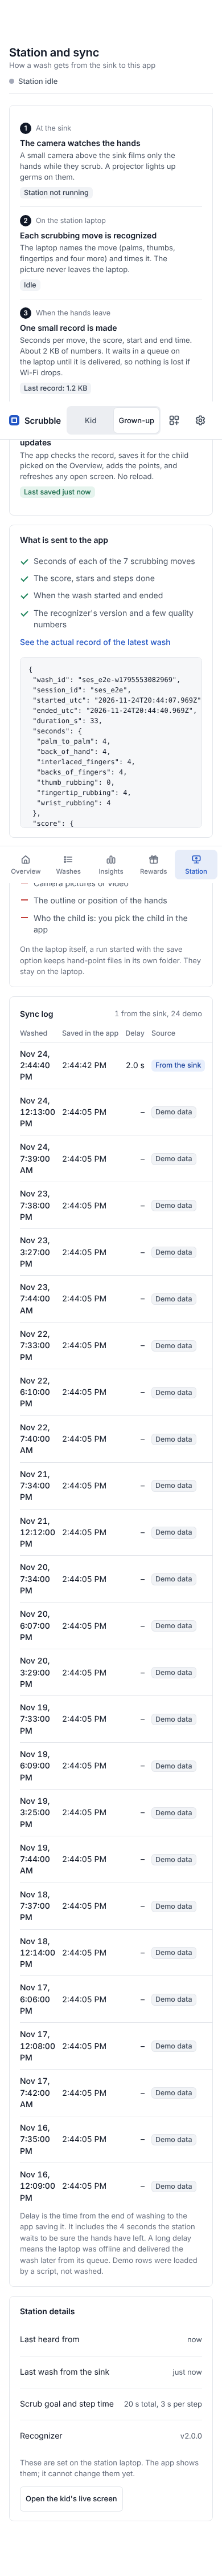 Station and sync
How a wash gets from the sink to this app
Station idle
1 At the sink
The camera watches the hands
A small camera above the sink films only the
hands while they scrub. A projector lights up
germs on them.
Station not running
2 On the station laptop
Each scrubbing move is recognized
The laptop names the move (palms, thumbs,
fingertips and four more) and times it. The
picture never leaves the laptop.
Idle
3 When the hands leave
One small record is made
Seconds per move, the score, start and end time.
About 2 KB of numbers. It waits in a queue on
the laptop until it is delivered, so nothing is lost if
Wi-Fi drops.
Last record: 1.2 KB
Scrubble
Kid
Grown-up
updates
The app checks the record, saves it for the child
picked on the Overview, adds the points, and
refreshes any open screen. No reload.
Last saved just now
What is sent to the app
Seconds of each of the 7 scrubbing moves
The score, stars and steps done
When the wash started and ended
The recognizer's version and a few quality
numbers
See the actual record of the latest wash
{
"wash_id": "ses_e2e-w1795553082969",
"session_id": "ses_e2e",
"started_utc": "2026-11-24T20:44:07.969Z"
"ended_utc": "2026-11-24T20:44:40.969Z",
"duration_s": 33,
"seconds": {
"palm_to_palm": 4,
"back_of_hand": 4,
"interlaced_fingers": 4,
"backs_of_fingers": 4,
"thumb_rubbing": 0,
"fingertip_rubbing": 4,
"wrist_rubbing": 4
},
"score": {
Overview
Washes
Insights
Rewards
Station
Camera pictures or video
The outline or position of the hands
Who the child is: you pick the child in the
app
On the laptop itself, a run started with the save
option keeps hand-finder files in its own folder. They
stay on the laptop.
Sync log
1 from the sink, 24 demo
Washed Saved in the app Delay Source
Nov 24,
2:44:40 2:44:42 PM 2.0 s From the sink
PM
Nov 24,
12:13:00 2:44:05 PM – Demo data
PM
Nov 24,
7:39:00 2:44:05 PM – Demo data
AM
Nov 23,
7:38:00 2:44:05 PM – Demo data
PM
Nov 23,
3:27:00 2:44:05 PM – Demo data
PM
Nov 23,
7:44:00 2:44:05 PM – Demo data
AM
Nov 22,
7:33:00 2:44:05 PM – Demo data
PM
Nov 22,
6:10:00 2:44:05 PM – Demo data
PM
Nov 22,
7:40:00 2:44:05 PM – Demo data
AM
Nov 21,
7:34:00 2:44:05 PM – Demo data
PM
Nov 21,
12:12:00 2:44:05 PM – Demo data
PM
Nov 20,
7:34:00 2:44:05 PM – Demo data
PM
Nov 20,
6:07:00 2:44:05 PM – Demo data
PM
Nov 20,
3:29:00 2:44:05 PM – Demo data
PM
Nov 19,
7:33:00 2:44:05 PM – Demo data
PM
Nov 19,
6:09:00 2:44:05 PM – Demo data
PM
Nov 19,
3:25:00 2:44:05 PM – Demo data
PM
Nov 19,
7:44:00 2:44:05 PM – Demo data
AM
Nov 18,
7:37:00 2:44:05 PM – Demo data
PM
Nov 18,
12:14:00 2:44:05 PM – Demo data
PM
Nov 17,
6:06:00 2:44:05 PM – Demo data
PM
Nov 17,
12:08:00 2:44:05 PM – Demo data
PM
Nov 17,
7:42:00 2:44:05 PM – Demo data
AM
Nov 16,
7:35:00 2:44:05 PM – Demo data
PM
Nov 16,
12:09:00 2:44:05 PM – Demo data
PM
Delay is the time from the end of washing to the
app saving it. It includes the 4 seconds the station
waits to be sure the hands have left. A long delay
means the laptop was offline and delivered the
wash later from its queue. Demo rows were loaded
by a script, not washed.
Station details
Last heard from now
Last wash from the sink just now
Scrub goal and step time 20 s total, 3 s per step
Recognizer v2.0.0
These are set on the station laptop. The app shows
them; it cannot change them yet.
Open the kid's live screen